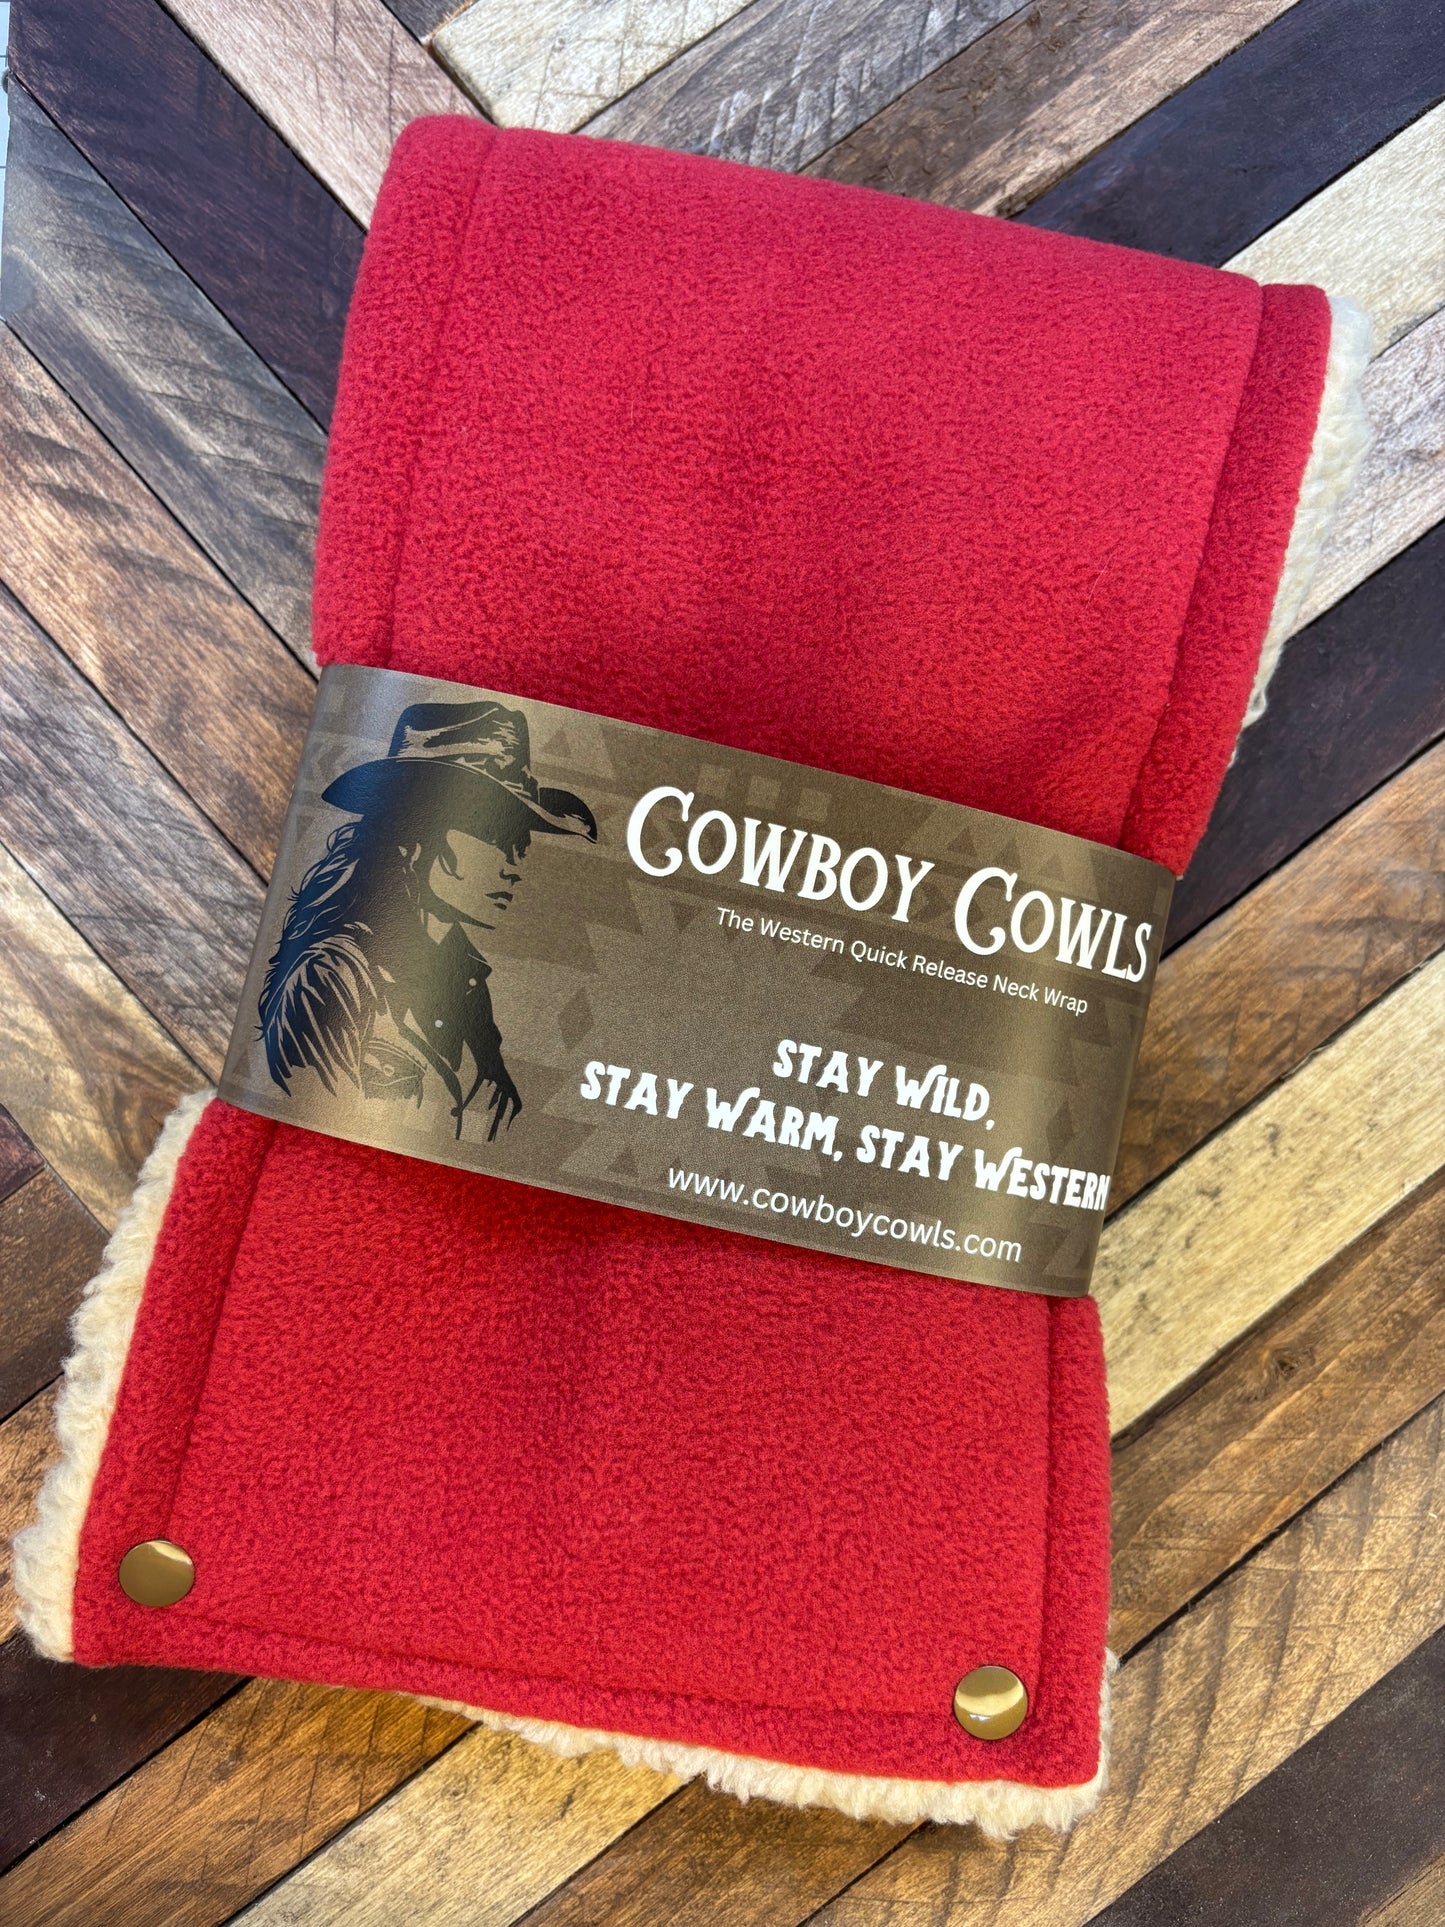 COWBOY COWLS
The Western Quick Release Neck Wrap
STAY WILD,
STAY WARM, STAY WESTERN
www.cowboycowls.com